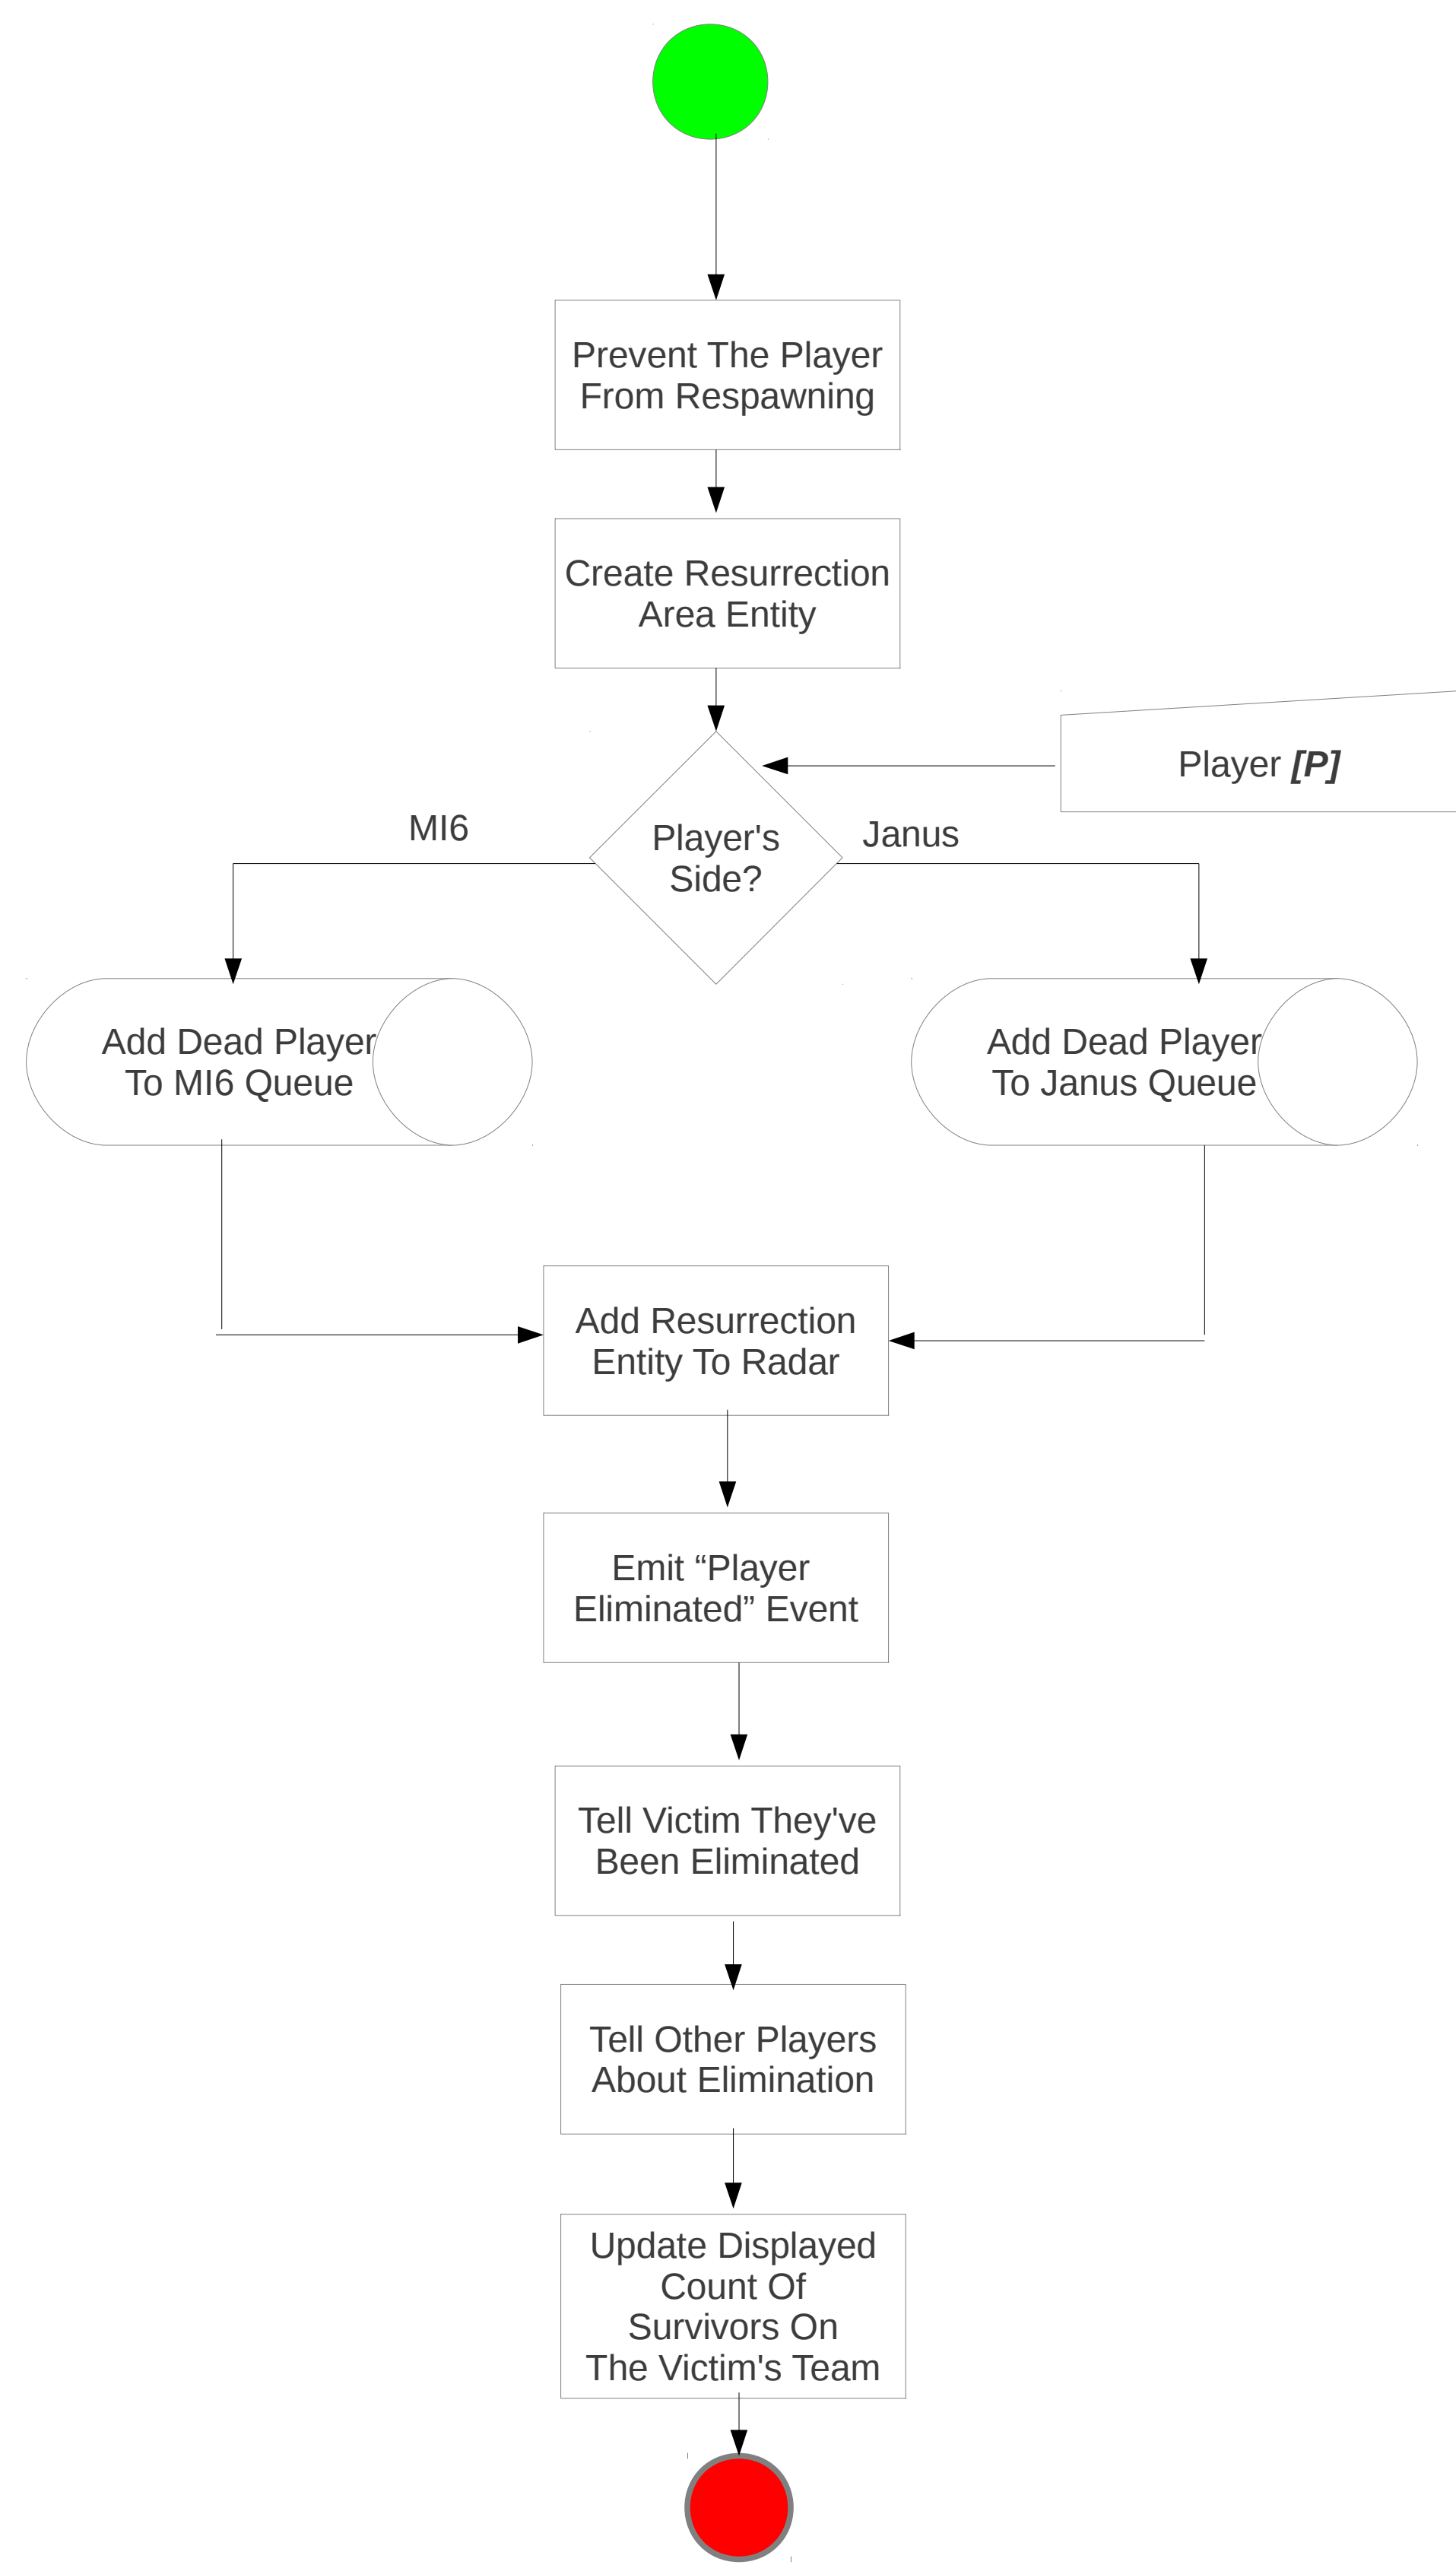 Prevent The Player
From Respawning
Create Resurrection
Area Entity
Player [P]
MI6
Janus
Player's
Side?
Add Dead Player
To MI6 Queue
Add Dead Player
To Janus Queue
Add Resurrection
Entity To Radar
Emit “Player
Eliminated” Event
Tell Victim They've
Been Eliminated
Tell Other Players
About Elimination
Update Displayed
Count Of
Survivors On
The Victim's Team